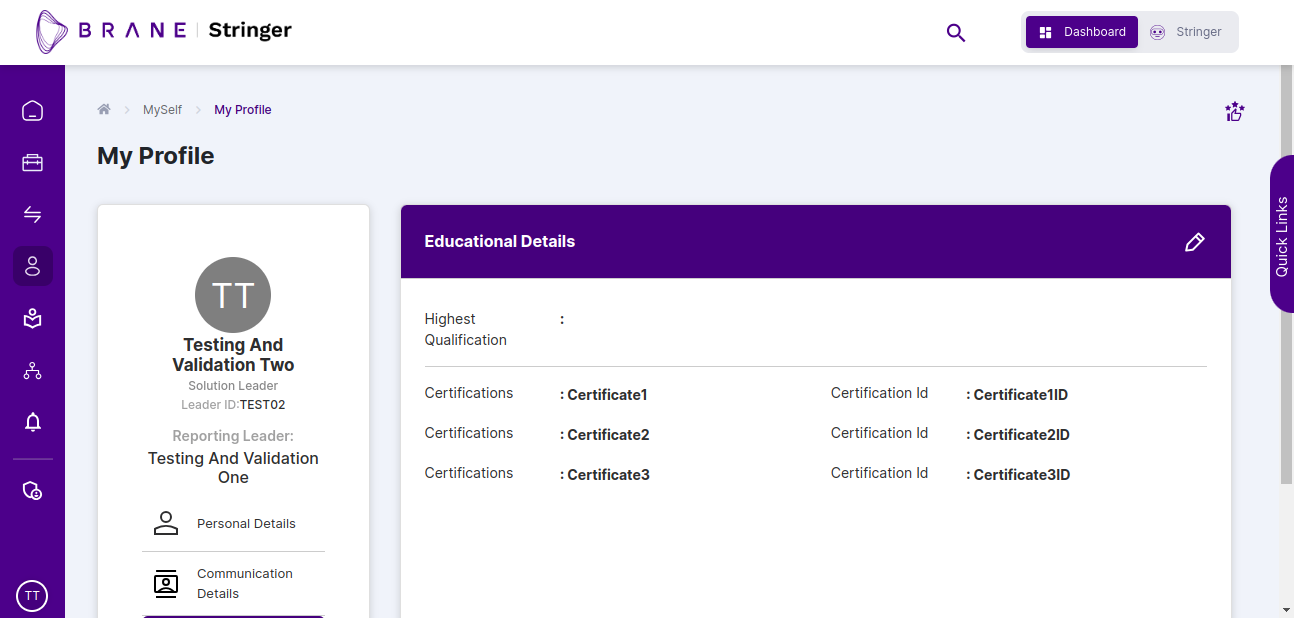 BRANE | Stringer
Dashboard
Stringer
MySelf
My Profile
My Profile
Quick Links
TT
Testing And
Validation Two
Solution Leader
Leader ID:TEST02
Reporting Leader:
Testing And Validation
One
Personal Details
Communication
Details
TT
Educational Details
Highest
Qualification
:
Certifications : Certificate1 Certification Id : Certificate1ID
Certifications : Certificate2 Certification Id : Certificate2ID
Certifications : Certificate3 Certification Id : Certificate3ID